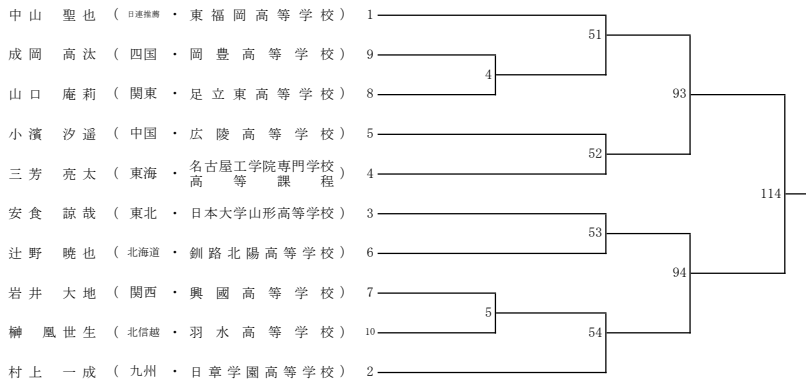 中山 聖也 ( 日連推薦 ・ 東福岡高等学校 ) 1
51
成岡 高汰 ( 四国 ・ 岡豊高等学校 ) 9
4
山口 庵莉 ( 関東 ・ 足立東高等学校 ) 8
93
小濱 汐遥 ( 中国 ・ 広陵高等学校 ) 5
52
三芳 亮太 ( 東海 ・ 名古屋工学院専門学校
高等課程 ) 4
114
安食 諒哉 ( 東北 ・ 日本大学山形高等学校 ) 3
53
辻野 暁也 ( 北海道 ・ 釧路北陽高等学校 ) 6
94
岩井 大地 ( 関西 ・ 興國高等学校 ) 7
5
榊 凰世生 ( 北信越 ・ 羽水高等学校 ) 10
54
村上 一成 ( 九州 ・ 日章学園高等学校 ) 2